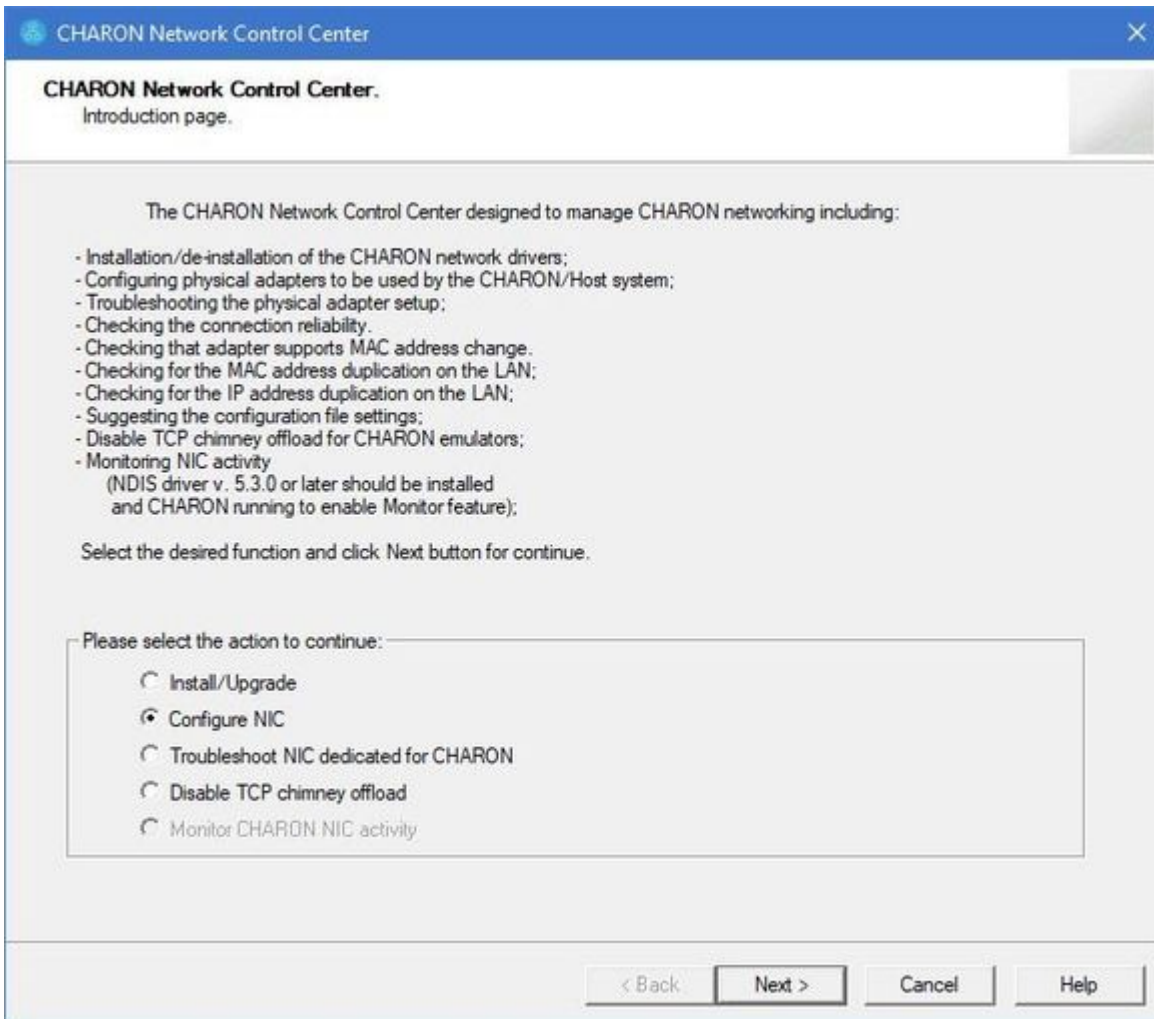 CHARON Network Control Center
CHARON Network Control Center.
Introduction page.
The CHARON Network Control Center designed to manage CHARON networking including:
- Installation/de-installation of the CHARON network drivers;
- Configuring physical adapters to be used by the CHARON/Host system;
- Troubleshooting the physical adapter setup;
- Checking the connection reliability.
- Checking that adapter supports MAC address change.
- Checking for the MAC address duplication on the LAN;
- Checking for the IP address duplication on the LAN;
- Suggesting the configuration file settings;
- Disable TCP chimney offload for CHARON emulators;
- Monitoring NIC activity
(NDIS driver v. 5.3.0 or later should be installed
and CHARON running to enable Monitor feature);
Select the desired function and click Next button for continue.
Please select the action to continue:
Install/Upgrade
Configure NIC
Troubleshoot NIC dedicated for CHARON
Disable TCP chimney offload
Monitor CHARON NIC activity
< Back Next > Cancel Help